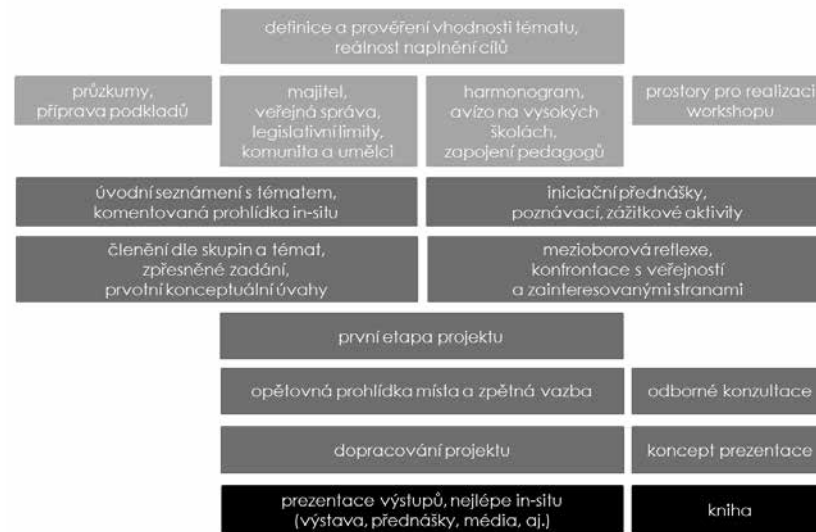 definice a prověření vhodnosti tématu,
reálnost naplnění cílů
průzkumy,
příprava podkladů
majitel,
veřejná správa,
legislativní limity,
komunita a umělci
harmonogram,
avízo na vysokých
školách,
zapojení pedagogů
prostory pro realizaci
workshopu
úvodní seznámení s tématem,
komentovaná prohlídka in-situ
iniciační přednášky,
poznávací, zážitkové aktivity
členění dle skupin a témat,
zpřesněné zadání,
prvotní konceptuální úvahy
mezioborová reflexe,
konfrontace s veřejností
a zainteresovanými stranami
první etapa projektu
opětovná prohlídka místa a zpětná vazba
odborné konzultace
dopracování projektu
koncept prezentace
prezentace výstupů, nejlépe in-situ
(výstava, přednášky, média, aj.)
kniha